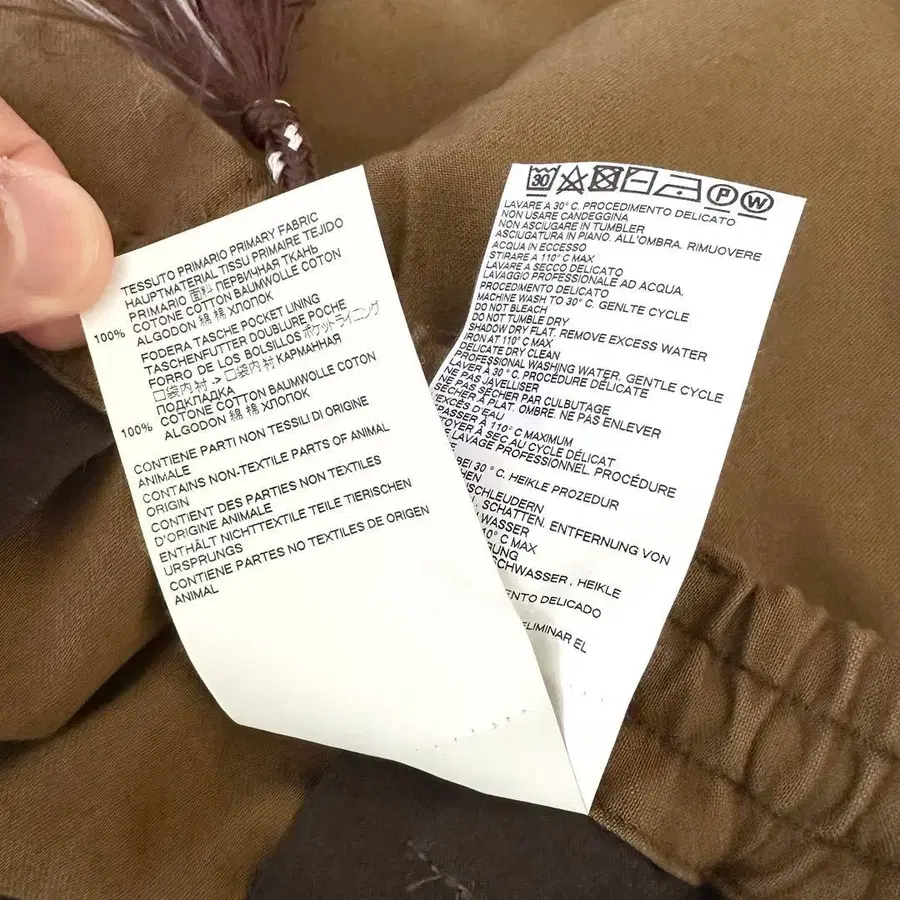 TESSUTO PRIMARIO PRIMARY FABRIC
HAUPTMATERIAL TISSU PRIMAIRE TEJIDO
PRIMARIO 面料 ПЕРВИЧНАЯ ТКАНЬ
100% COTONE COTTON BAUMWOLLE COTON
ALGODON 綿 棉 ХЛОПОК
FODERA TASCHE POCKET LINING
TASCHENFUTTER DOUBLURE POCHE
FORRO DE LOS BOLSILLOS ポケットライニング
口袋内衬 -> 口袋内衬 КАРМАННАЯ
ПОДКЛАДКА
100% COTONE COTTON BAUMWOLLE COTON
ALGODON 綿 棉 ХЛОПОК
CONTIENE PARTI NON TESSILI DI ORIGINE
ANIMALE
CONTAINS NON-TEXTILE PARTS OF ANIMAL
ORIGIN
CONTIENT DES PARTIES NON TEXTILES
D'ORIGINE ANIMALE
ENTHÄLT NICHTTEXTILE TEILE TIERISCHEN
URSPRUNGS
CONTIENE PARTES NO TEXTILES DE ORIGEN
ANIMAL
30 P W
LAVARE A 30° C. PROCEDIMENTO DELICATO
NON USARE CANDEGGINA
NON ASCIUGARE IN TUMBLER
ASCIUGATURA IN PIANO. ALL'OMBRA. RIMUOVERE
ACQUA IN ECCESSO
STIRARE A 110° C MAX
LAVARE A SECCO DELICATO
LAVAGGIO PROFESSIONALE AD ACQUA,
PROCEDIMENTO DELICATO
MACHINE WASH TO 30° C. GENLTE CYCLE
DO NOT BLEACH
DO NOT TUMBLE DRY
SHADOW DRY FLAT. REMOVE EXCESS WATER
IRON AT 110° C MAX
DELICATE DRY CLEAN
PROFESSIONAL WASHING WATER, GENTLE CYCLE
LAVER À 30° C. PROCÉDURE DÉLICATE
NE PAS JAVELLISER
NE PAS SÉCHER PAR CULBUTAGE
SÉCHER À PLAT. OMBRE. NE PAS ENLEVER
EXCÈS D'EAU
PASSER À 110° C MAXIMUM
OYER À SEC AU CYCLE DÉLICAT
LAVAGE PROFESSIONNEL PROCÉDURE
BEI 30° C. HEIKLE PROZEDUR
CHEN
SCHLEUDERN
. SCHATTEN. ENTFERNUNG VON
WASSER
10° C MAX
RUNG
SCHWASSER, HEIKLE
ENTO DELICADO
ELIMINAR EL